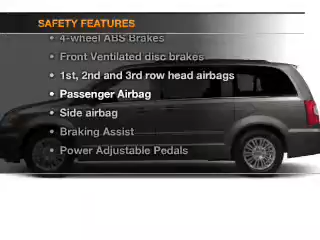 SAFETY FEATURES
• 4-wheel ABS Brakes
• Front Ventilated disc brakes
• 1st, 2nd and 3rd row head airbags
• Passenger Airbag
• Side airbag
• Braking Assist
• Power Adjustable Pedals